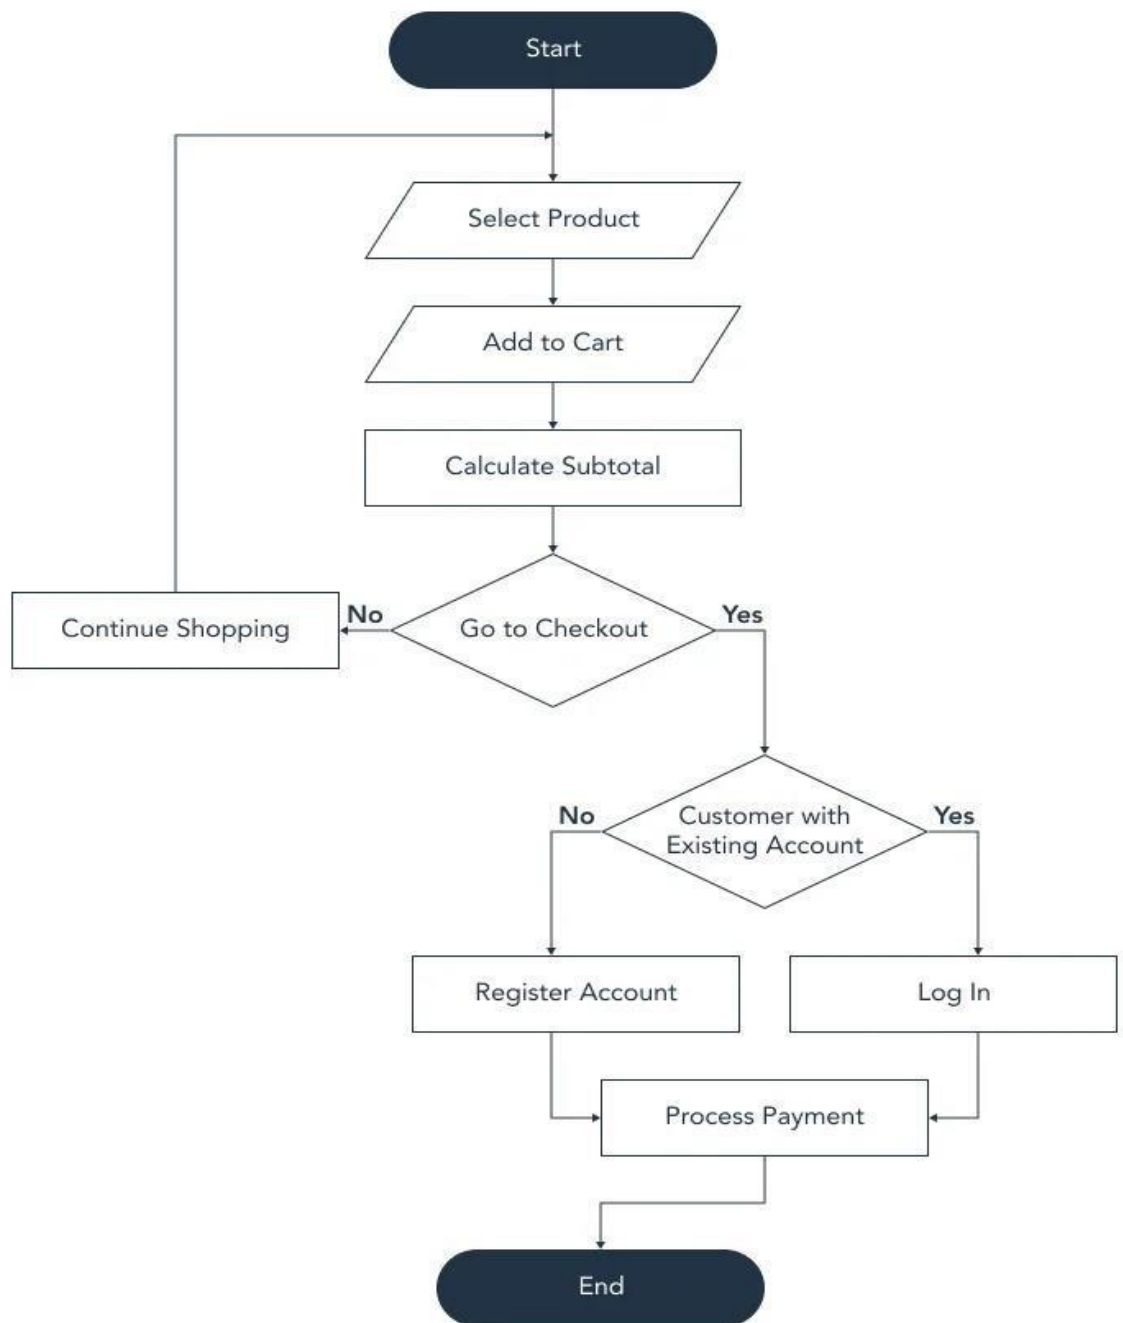 Start
Select Product
Add to Cart
Calculate Subtotal
Continue Shopping
No
Go to Checkout
Yes
No
Customer with
Existing Account
Yes
Register Account
Log In
Process Payment
End